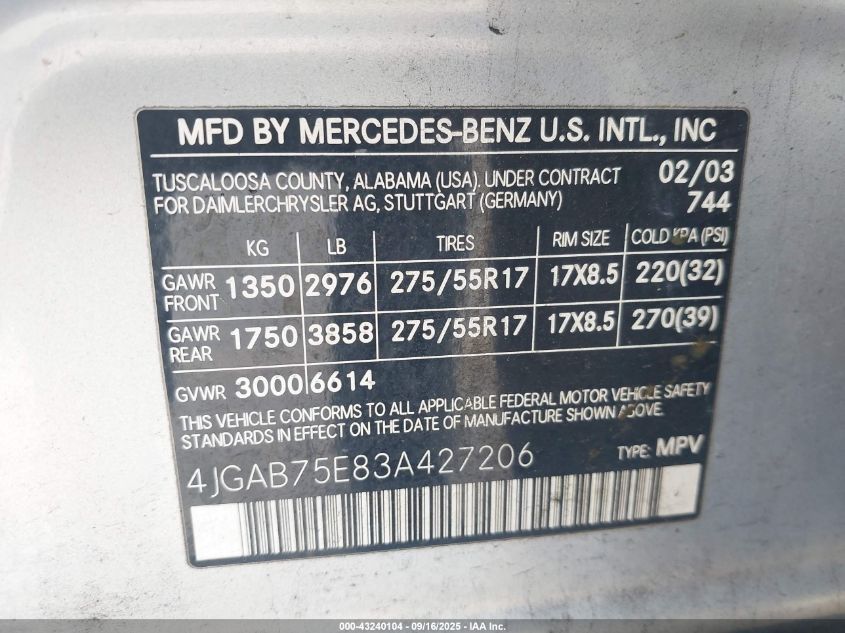 MFD BY MERCEDES-BENZ U.S. INTL., INC
TUSCALOOSA COUNTY, ALABAMA (USA). UNDER CONTRACT 02/03
FOR DAIMLERCHRYSLER AG, STUTTGART (GERMANY) 744
KG LB TIRES RIM SIZE COLD KPA (PSI)
GAWR FRONT 1350 2976 275/55R17 17X8.5 220(32)
GAWR REAR 1750 3858 275/55R17 17X8.5 270(39)
GVWR 3000 6614
THIS VEHICLE CONFORMS TO ALL APPLICABLE FEDERAL MOTOR VEHICLE SAFETY
STANDARDS IN EFFECT ON THE DATE OF MANUFACTURE SHOWN ABOVE.
4JGAB75E83A427206 TYPE: MPV
000-43240104 - 09/16/2025 - IAA Inc.